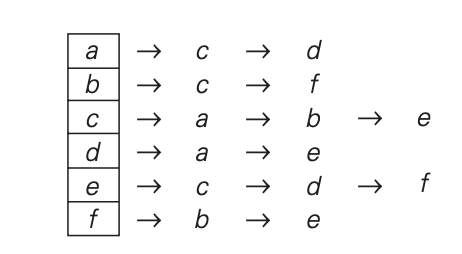 a → c → d
b → c → f
c → a → b → e
d → a → e
e → c → d → f
f → b → e